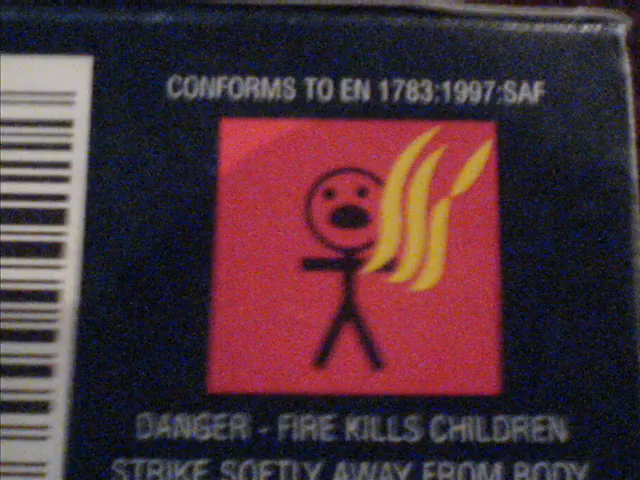 CONFORMS TO EN 1783:1997:SAF
DANGER - FIRE KILLS CHILDREN
STRIKE SOFTLY AWAY FROM BODY